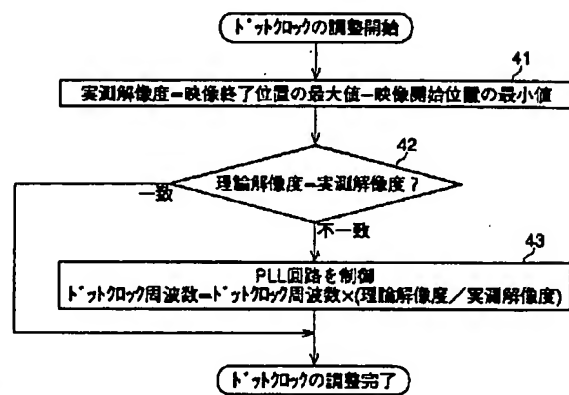 ﾄﾞｯﾄｸﾛｯｸの調整開始
41
実測解像度=映像終了位置の最大値-映像開始位置の最小値
42
理論解像度=実測解像度?
一致
不一致
43
PLL回路を制御
ﾄﾞｯﾄｸﾛｯｸ周波数=ﾄﾞｯﾄｸﾛｯｸ周波数×(理論解像度/実測解像度)
ﾄﾞｯﾄｸﾛｯｸの調整完了